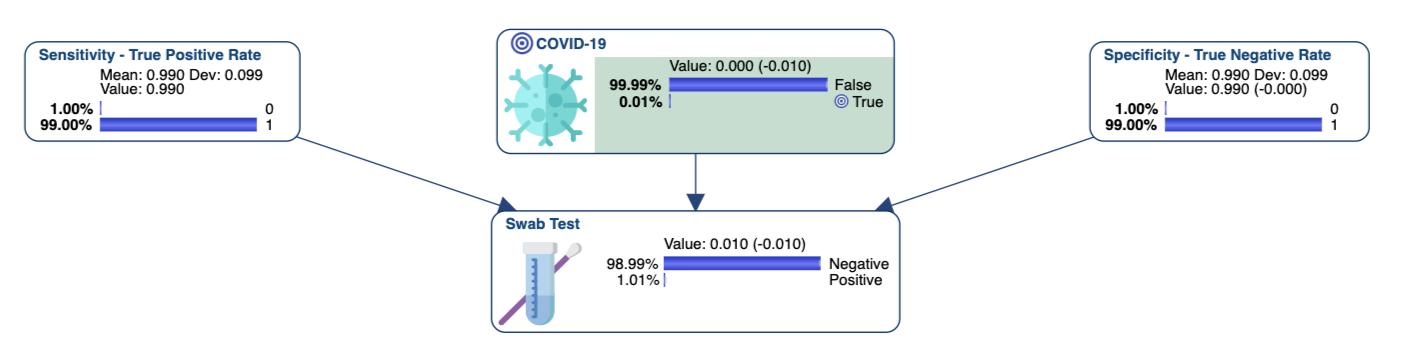 Sensitivity - True Positive Rate
Mean: 0.990 Dev: 0.099
Value: 0.990
1.00% 0
99.00% 1
COVID-19
Value: 0.000 (-0.010)
99.99% False
0.01% True
Specificity - True Negative Rate
Mean: 0.990 Dev: 0.099
Value: 0.990 (-0.000)
1.00% 0
99.00% 1
Swab Test
Value: 0.010 (-0.010)
98.99% Negative
1.01% Positive